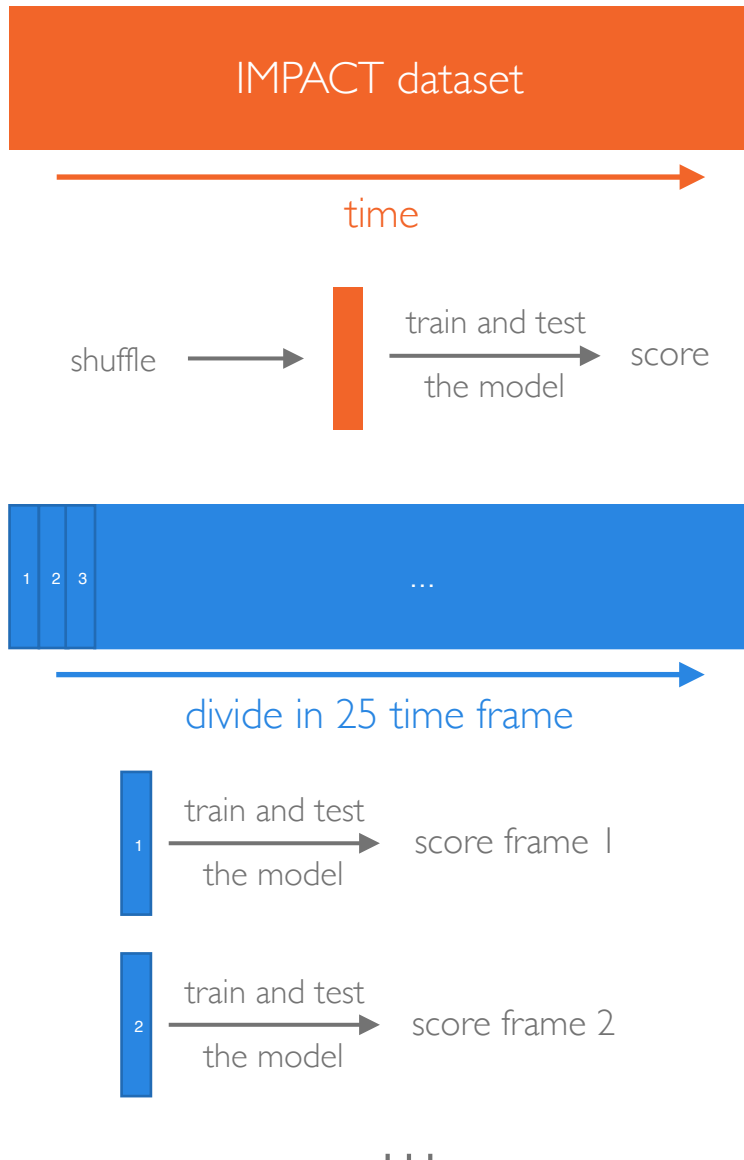 IMPACT dataset
time
shuffle
train and test
the model
score
1 2 3 ...
divide in 25 time frame
1
train and test
the model
score frame 1
2
train and test
the model
score frame 2